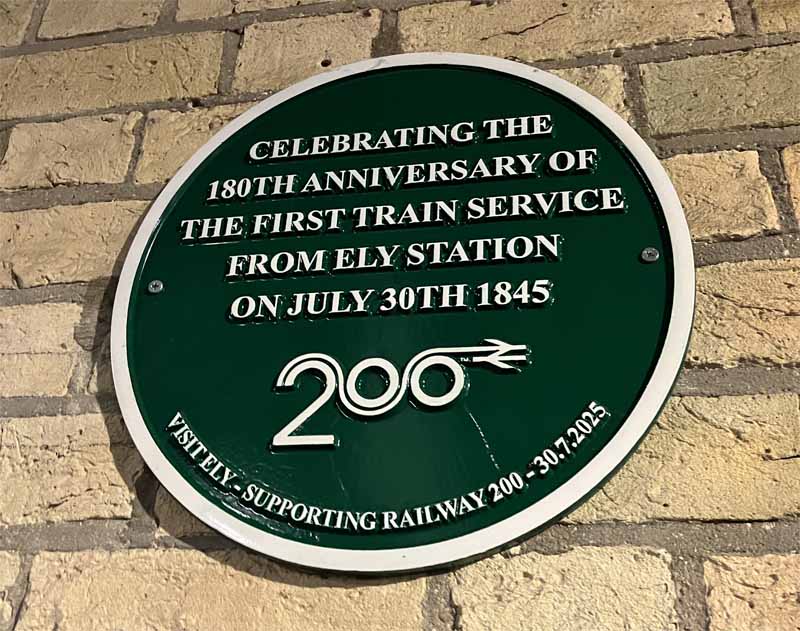 CELEBRATING THE
180TH ANNIVERSARY OF
THE FIRST TRAIN SERVICE
FROM ELY STATION
ON JULY 30TH 1845
200™
VISIT ELY - SUPPORTING RAILWAY 200 - 30.7.2025